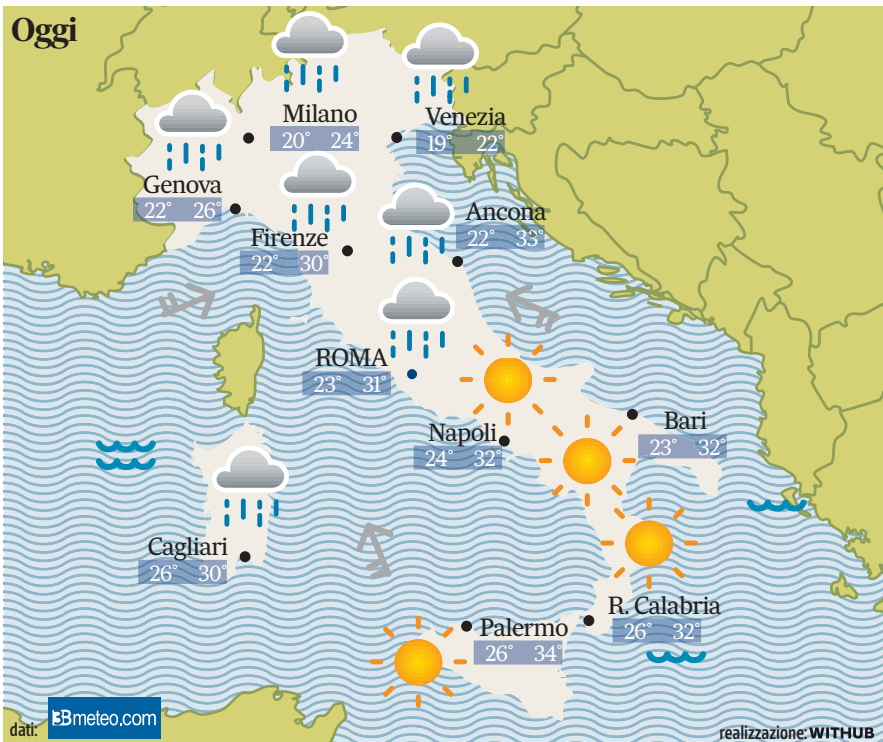 Oggi
Milano
20° 24°
Venezia
19° 22°
Genova
22° 26°
Ancona
22° 33°
Firenze
22° 30°
ROMA
23° 31°
Napoli
24° 32°
Bari
23° 32°
Cagliari
26° 30°
R. Calabria
26° 32°
Palermo
26° 34°
dati: 3Bmeteo.com
realizzazione: WITHUB